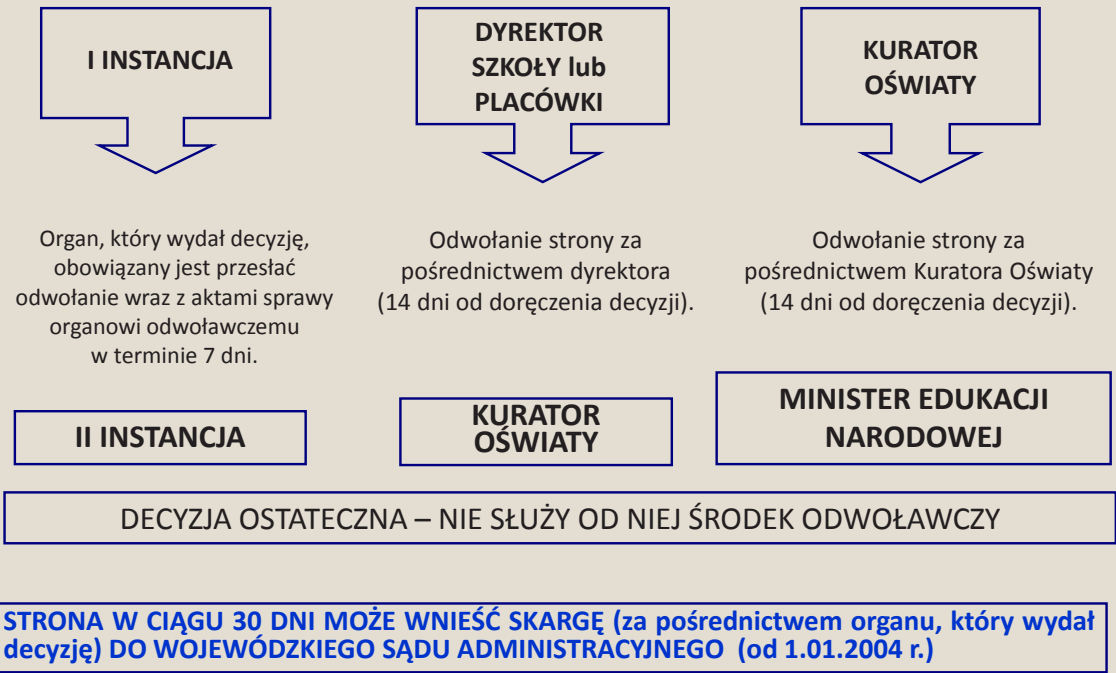 I INSTANCJA
DYREKTOR
SZKOŁY lub
PLACÓWKI
KURATOR
OŚWIATY
Organ, który wydał decyzję,
obowiązany jest przesłać
odwołanie wraz z aktami sprawy
organowi odwoławczemu
w terminie 7 dni.
Odwołanie strony za
pośrednictwem dyrektora
(14 dni od doręczenia decyzji).
Odwołanie strony za
pośrednictwem Kuratora Oświaty
(14 dni od doręczenia decyzji).
II INSTANCJA
KURATOR
OŚWIATY
MINISTER EDUKACJI
NARODOWEJ
DECYZJA OSTATECZNA – NIE SŁUŻY OD NIEJ ŚRODEK ODWOŁAWCZY
STRONA W CIĄGU 30 DNI MOŻE WNIEŚĆ SKARGĘ (za pośrednictwem organu, który wydał
decyzję) DO WOJEWÓDZKIEGO SĄDU ADMINISTRACYJNEGO (od 1.01.2004 r.)